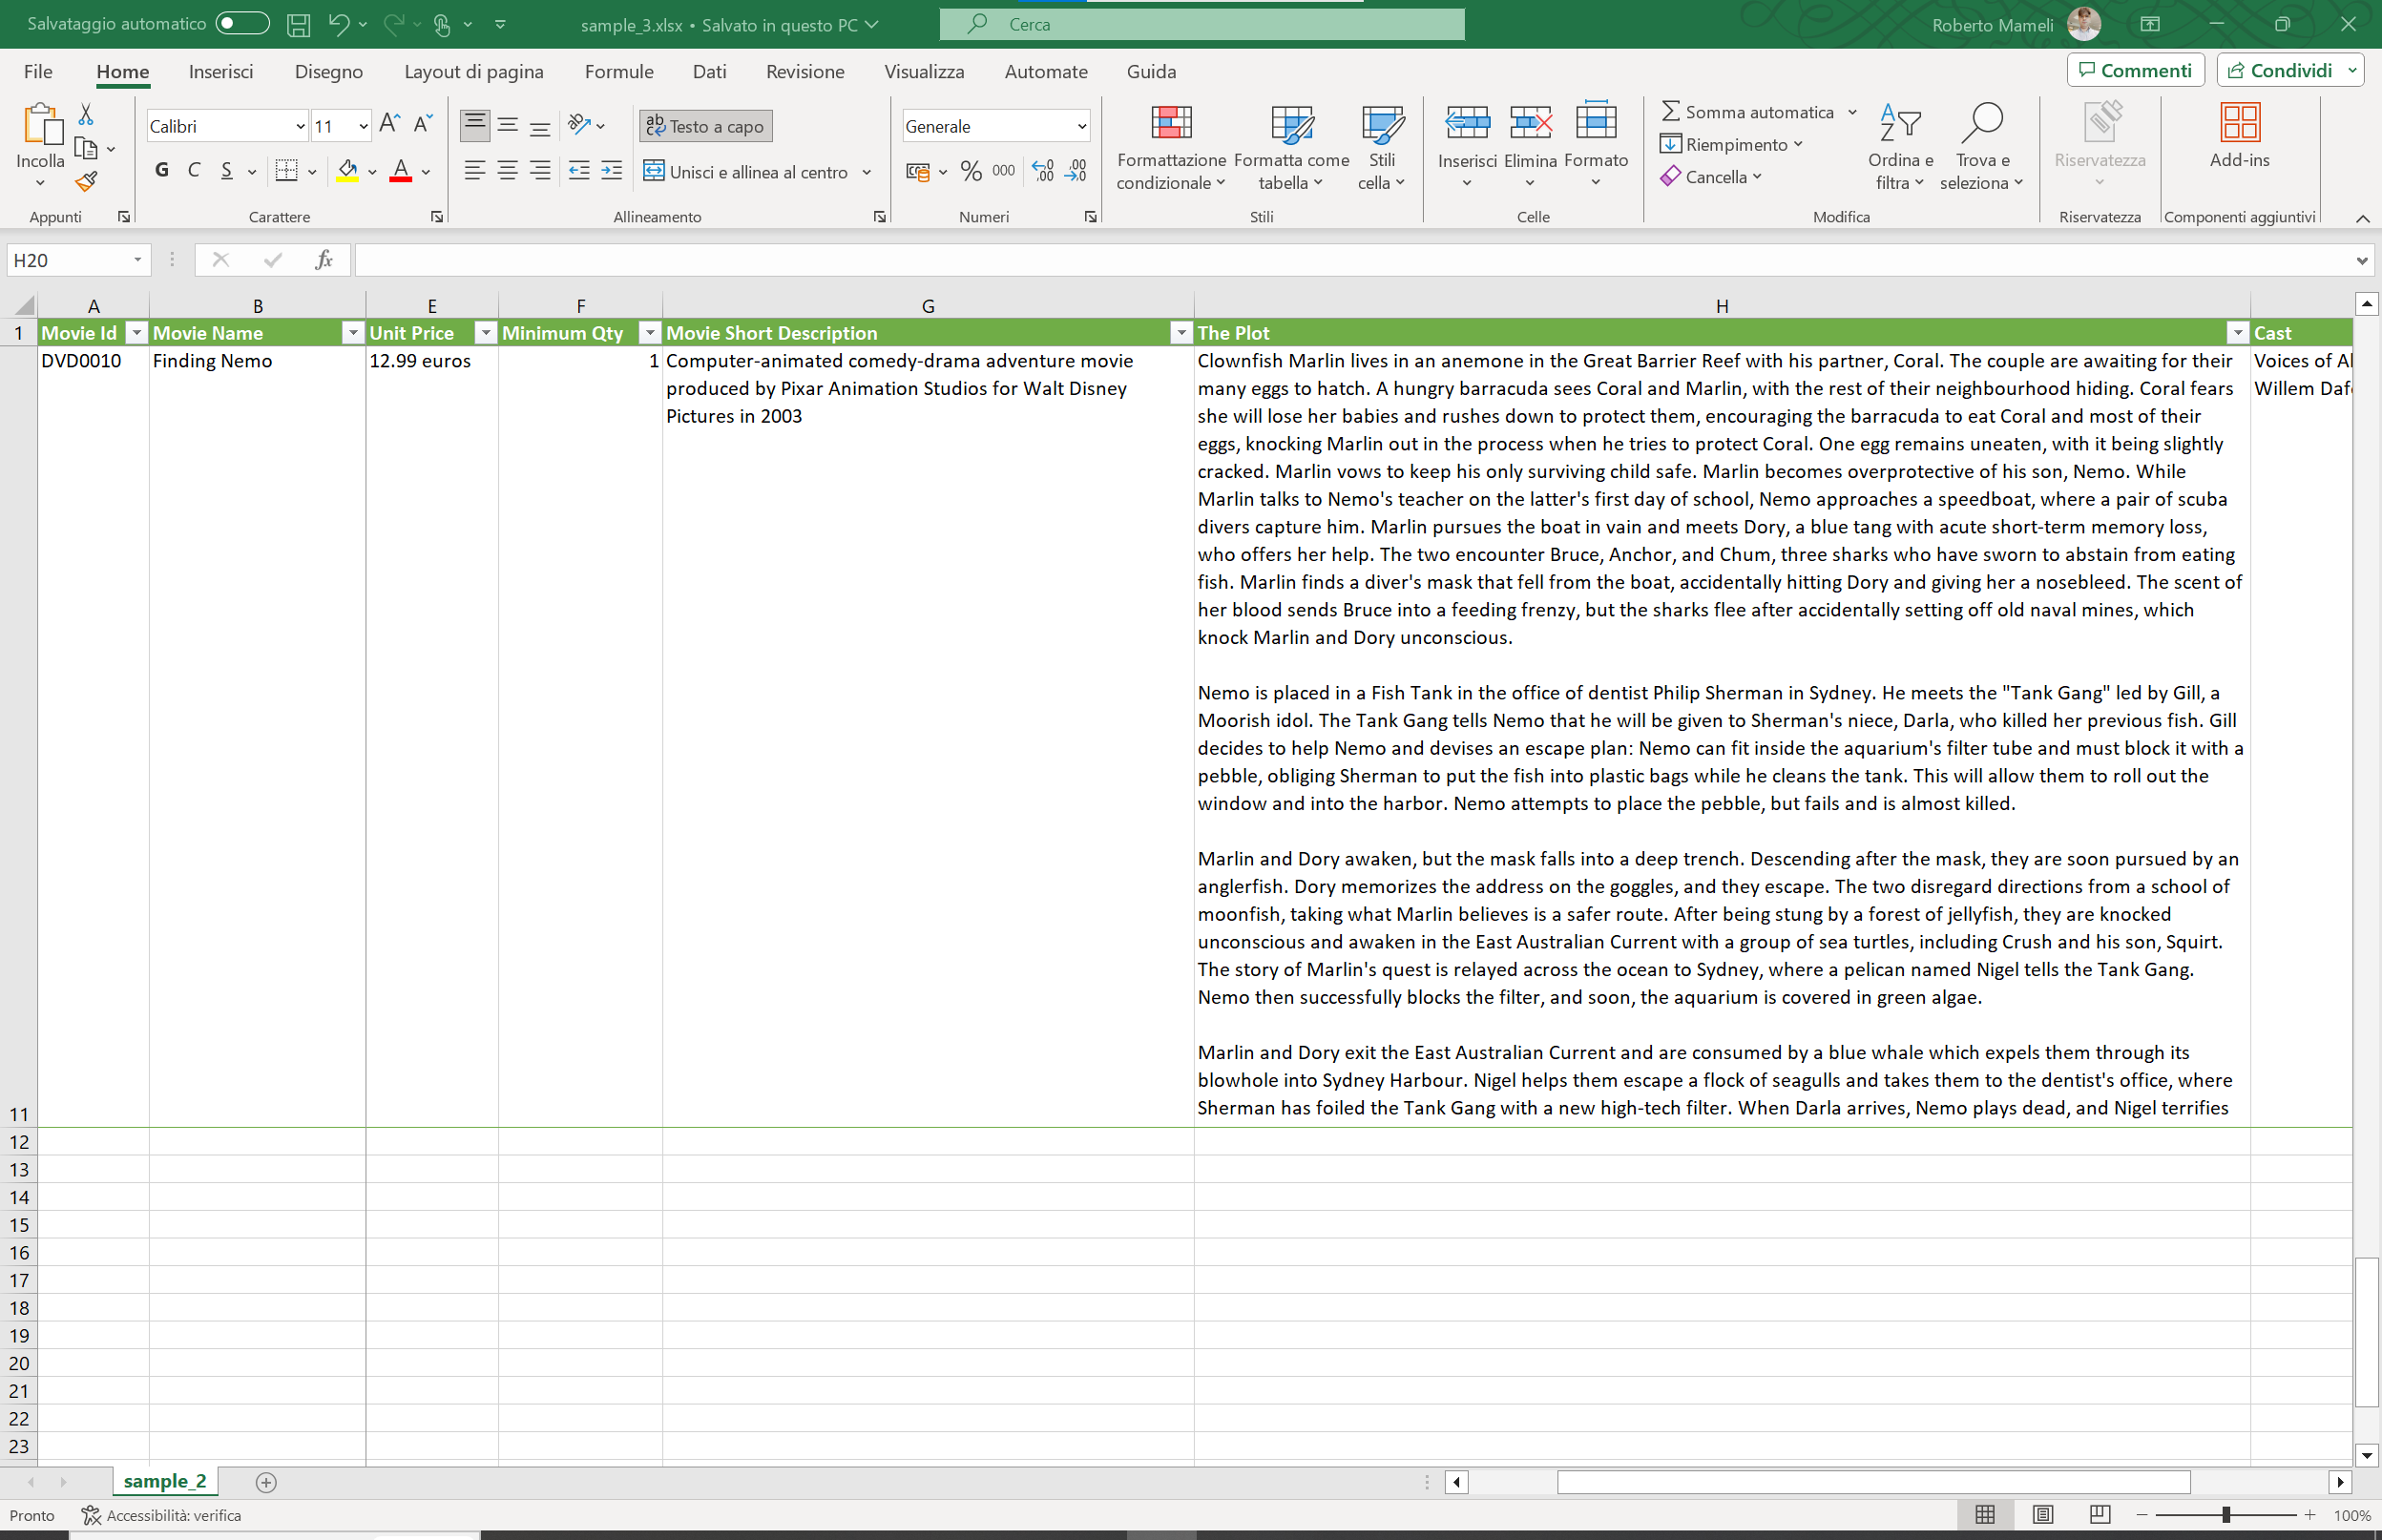 Salvataggio automatico
sample_3.xlsx • Salvato in questo PC
Cerca
Roberto Mameli
File Home Inserisci Disegno Layout di pagina Formule Dati Revisione Visualizza Automate Guida
Commenti Condividi
Incolla
Appunti
Calibri 11
G C S
Carattere
Testo a capo
Unisci e allinea al centro
Allineamento
Generale
% 000
Numeri
Formattazione condizionale
Formatta come tabella
Stili cella
Stili
Inserisci Elimina Formato
Celle
Somma automatica
Riempimento
Cancella
Ordina e filtra
Trova e seleziona
Modifica
Riservatezza
Riservatezza
Add-ins
Componenti aggiuntivi
H20
fx
A B E F G H
1 Movie Id Movie Name Unit Price Minimum Qty Movie Short Description The Plot Cast
DVD0010 Finding Nemo 12.99 euros 1
Computer-animated comedy-drama adventure movie
produced by Pixar Animation Studios for Walt Disney
Pictures in 2003
Clownfish Marlin lives in an anemone in the Great Barrier Reef with his partner, Coral. The couple are awaiting for their
many eggs to hatch. A hungry barracuda sees Coral and Marlin, with the rest of their neighbourhood hiding. Coral fears
she will lose her babies and rushes down to protect them, encouraging the barracuda to eat Coral and most of their
eggs, knocking Marlin out in the process when he tries to protect Coral. One egg remains uneaten, with it being slightly
cracked. Marlin vows to keep his only surviving child safe. Marlin becomes overprotective of his son, Nemo. While
Marlin talks to Nemo's teacher on the latter's first day of school, Nemo approaches a speedboat, where a pair of scuba
divers capture him. Marlin pursues the boat in vain and meets Dory, a blue tang with acute short-term memory loss,
who offers her help. The two encounter Bruce, Anchor, and Chum, three sharks who have sworn to abstain from eating
fish. Marlin finds a diver's mask that fell from the boat, accidentally hitting Dory and giving her a nosebleed. The scent of
her blood sends Bruce into a feeding frenzy, but the sharks flee after accidentally setting off old naval mines, which
knock Marlin and Dory unconscious.
Nemo is placed in a Fish Tank in the office of dentist Philip Sherman in Sydney. He meets the "Tank Gang" led by Gill, a
Moorish idol. The Tank Gang tells Nemo that he will be given to Sherman's niece, Darla, who killed her previous fish. Gill
decides to help Nemo and devises an escape plan: Nemo can fit inside the aquarium's filter tube and must block it with a
pebble, obliging Sherman to put the fish into plastic bags while he cleans the tank. This will allow them to roll out the
window and into the harbor. Nemo attempts to place the pebble, but fails and is almost killed.
Marlin and Dory awaken, but the mask falls into a deep trench. Descending after the mask, they are soon pursued by an
anglerfish. Dory memorizes the address on the goggles, and they escape. The two disregard directions from a school of
moonfish, taking what Marlin believes is a safer route. After being stung by a forest of jellyfish, they are knocked
unconscious and awaken in the East Australian Current with a group of sea turtles, including Crush and his son, Squirt.
The story of Marlin's quest is relayed across the ocean to Sydney, where a pelican named Nigel tells the Tank Gang.
Nemo then successfully blocks the filter, and soon, the aquarium is covered in green algae.
Marlin and Dory exit the East Australian Current and are consumed by a blue whale which expels them through its
blowhole into Sydney Harbour. Nigel helps them escape a flock of seagulls and takes them to the dentist's office, where
Sherman has foiled the Tank Gang with a new high-tech filter. When Darla arrives, Nemo plays dead, and Nigel terrifies
Voices of
Willem
11
12
13
14
15
16
17
18
19
20
21
22
23
sample_2
Pronto Accessibilità: verifica
100%